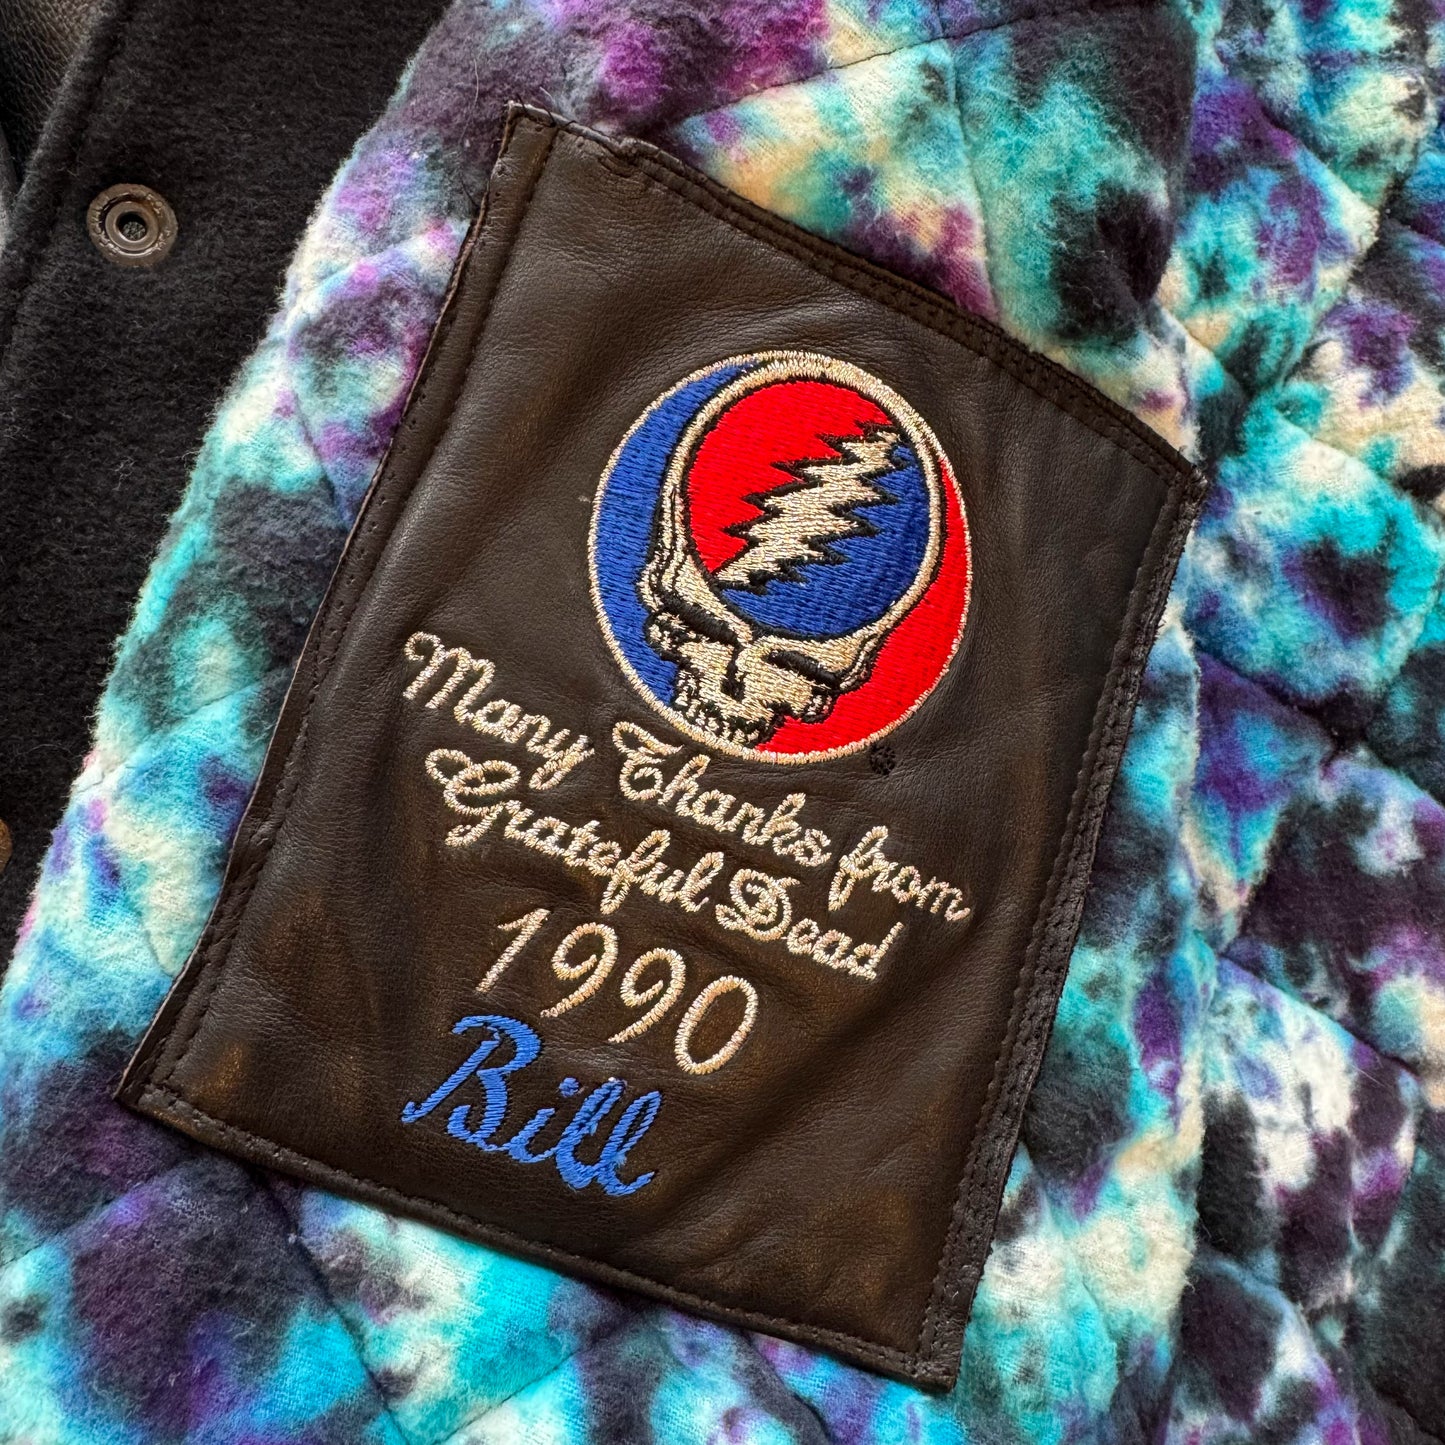 Many Thanks from
Grateful Dead
1990
Bill